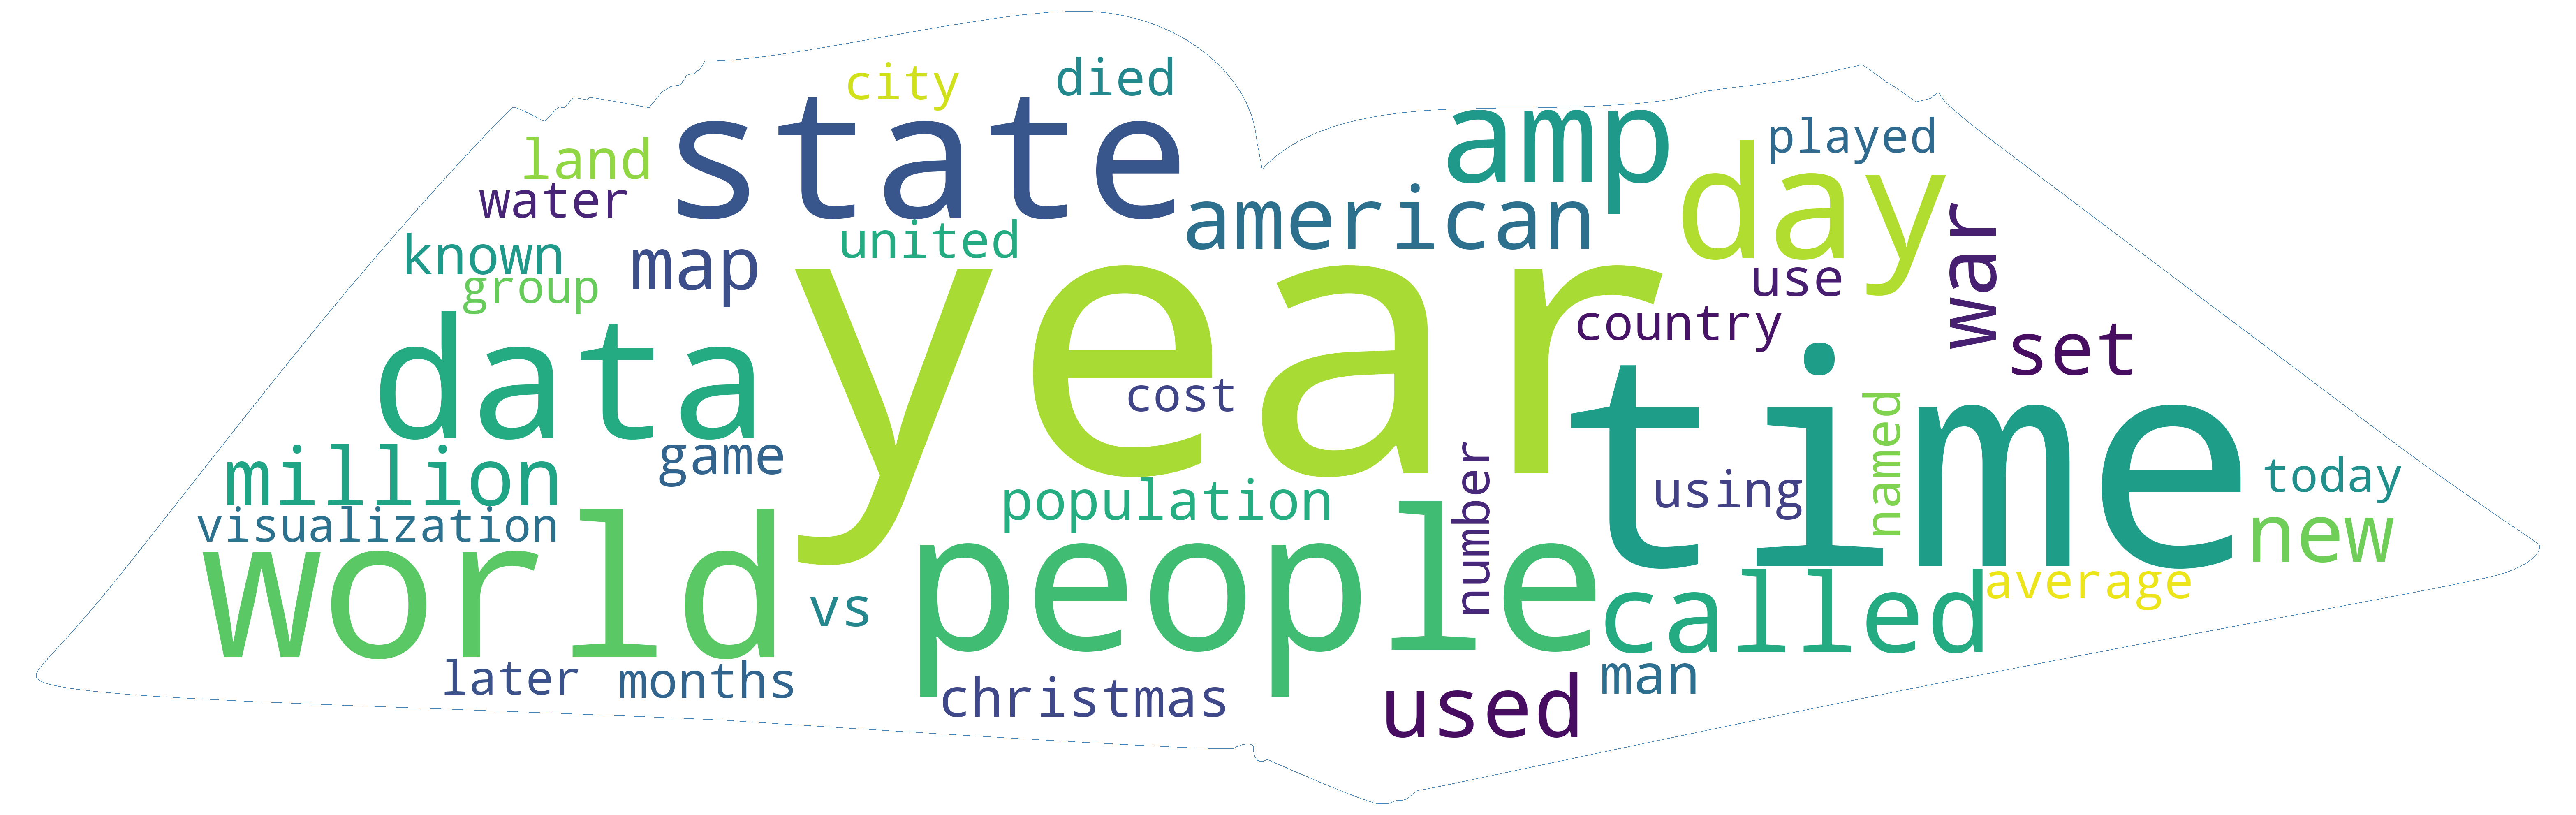 city
died
state
amp
played
land
water
american
day
war
known
united
map
group
use
year
country
set
data
time
cost
game
named
million
number
using
today
population
visualization
new
world
people
vs
called
average
later
months
christmas
used
man